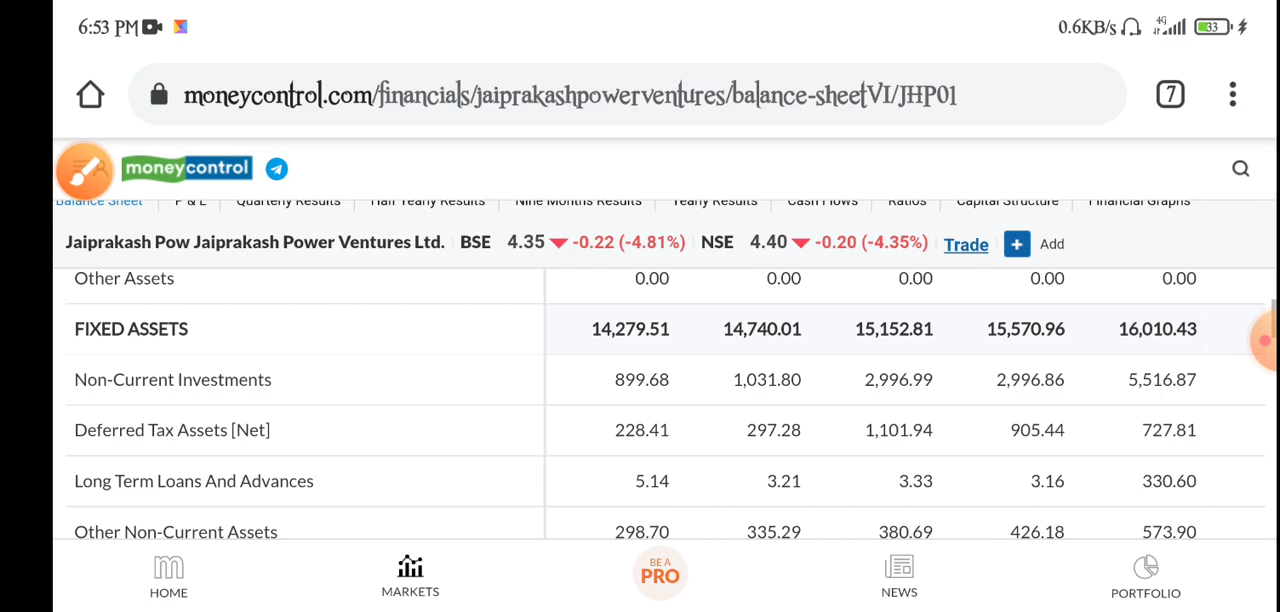 6:53 PM
0.6KB/s 4G 33
moneycontrol.com/financials/jaiprakashpowerventures/balance-sheetVI/JHP01
7
moneycontrol
Balance Sheet P & L Quarterly Results Half Yearly Results Nine Months Results Yearly Results Cash Flows Ratios Capital Structure Financial Graphs
Jaiprakash Pow Jaiprakash Power Ventures Ltd. BSE 4.35 -0.22 (-4.81%) NSE 4.40 -0.20 (-4.35%) Trade + Add
Other Assets 0.00 0.00 0.00 0.00 0.00
FIXED ASSETS 14,279.51 14,740.01 15,152.81 15,570.96 16,010.43
Non-Current Investments 899.68 1,031.80 2,996.99 2,996.86 5,516.87
Deferred Tax Assets [Net] 228.41 297.28 1,101.94 905.44 727.81
Long Term Loans And Advances 5.14 3.21 3.33 3.16 330.60
Other Non-Current Assets 298.70 335.29 380.69 426.18 573.90
BE A
PRO
HOME MARKETS NEWS PORTFOLIO